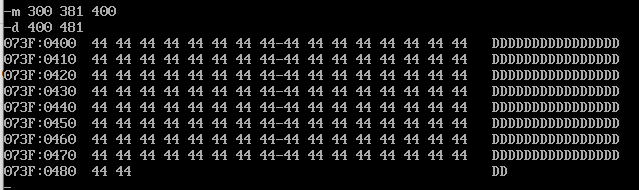 -m 300 381 400
-d 400 481
073F:0400  44 44 44 44 44 44 44 44-44 44 44 44 44 44 44 44   DDDDDDDDDDDDDDDD
073F:0410  44 44 44 44 44 44 44 44-44 44 44 44 44 44 44 44   DDDDDDDDDDDDDDDD
073F:0420  44 44 44 44 44 44 44 44-44 44 44 44 44 44 44 44   DDDDDDDDDDDDDDDD
073F:0430  44 44 44 44 44 44 44 44-44 44 44 44 44 44 44 44   DDDDDDDDDDDDDDDD
073F:0440  44 44 44 44 44 44 44 44-44 44 44 44 44 44 44 44   DDDDDDDDDDDDDDDD
073F:0450  44 44 44 44 44 44 44 44-44 44 44 44 44 44 44 44   DDDDDDDDDDDDDDDD
073F:0460  44 44 44 44 44 44 44 44-44 44 44 44 44 44 44 44   DDDDDDDDDDDDDDDD
073F:0470  44 44 44 44 44 44 44 44-44 44 44 44 44 44 44 44   DDDDDDDDDDDDDDDD
073F:0480  44 44                                             DD
-